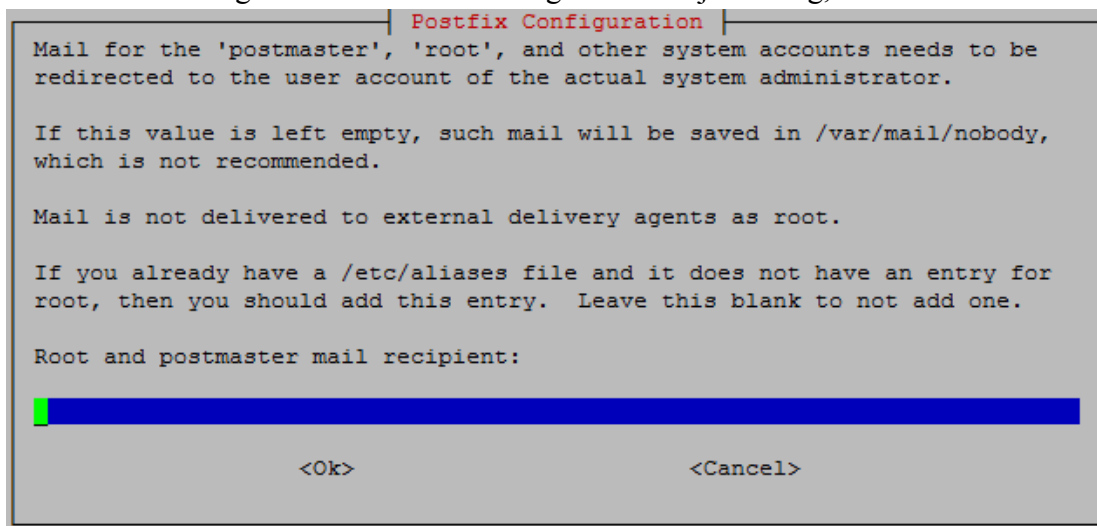 Postfix Configuration
Mail for the 'postmaster', 'root', and other system accounts needs to be
redirected to the user account of the actual system administrator.
If this value is left empty, such mail will be saved in /var/mail/nobody,
which is not recommended.
Mail is not delivered to external delivery agents as root.
If you already have a /etc/aliases file and it does not have an entry for
root, then you should add this entry.  Leave this blank to not add one.
Root and postmaster mail recipient:
<Ok> <Cancel>